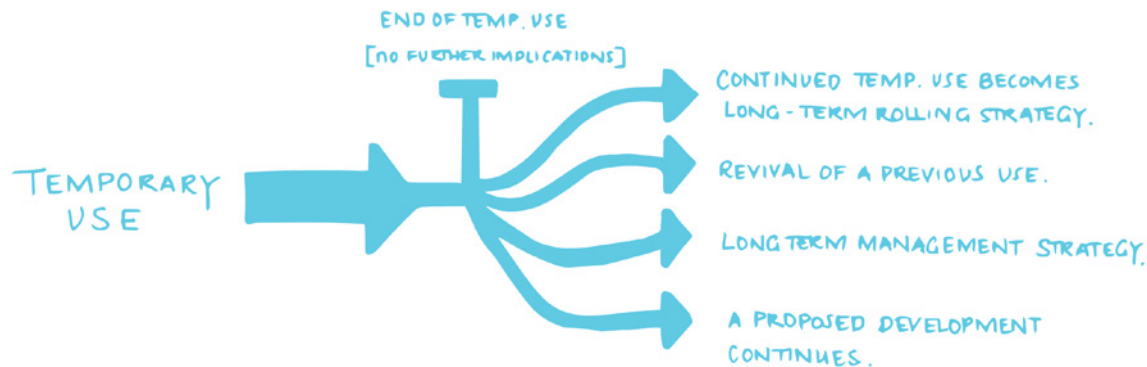 END OF TEMP. USE
[NO FURTHER IMPLICATIONS]
TEMPORARY
USE
CONTINUED TEMP. USE BECOMES
LONG-TERM ROLLING STRATEGY.
REVIVAL OF A PREVIOUS USE.
LONG TERM MANAGEMENT STRATEGY.
A PROPOSED DEVELOPMENT
CONTINUES.